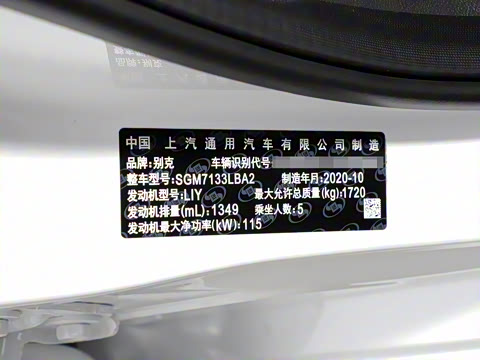 中国 上汽通用汽车有限公司制造
品牌:别克 车辆识别代号
整车型号:SGM7133LBA2 制造年月:2020-10
发动机型号:LIY 最大允许总质量(kg):1720
发动机排量(mL):1349 乘坐人数:5
发动机最大净功率(kW):115